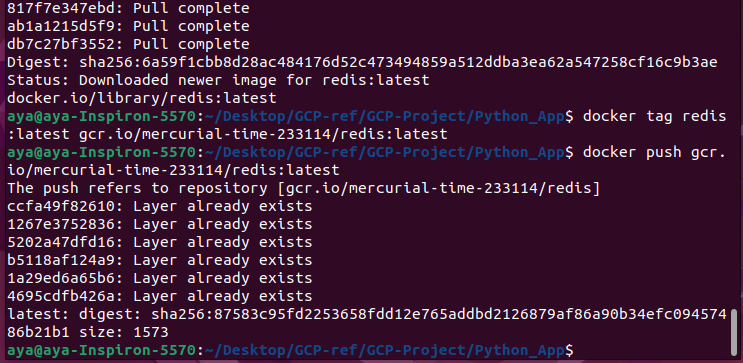 817f7e347ebd: Pull complete
ab1a1215d5f9: Pull complete
db7c27bf3552: Pull complete
Digest: sha256:6a59f1cbb8d28ac484176d52c473494859a512ddba3ea62a547258cf16c9b3ae
Status: Downloaded newer image for redis:latest
docker.io/library/redis:latest
aya@aya-Inspiron-5570:~/Desktop/GCP-ref/GCP-Project/Python_App$ docker tag redis
:latest gcr.io/mercurial-time-233114/redis:latest
aya@aya-Inspiron-5570:~/Desktop/GCP-ref/GCP-Project/Python_App$ docker push gcr.
io/mercurial-time-233114/redis:latest
The push refers to repository [gcr.io/mercurial-time-233114/redis]
ccfa49f82610: Layer already exists
1267e3752836: Layer already exists
5202a47dfd16: Layer already exists
b5118af124a9: Layer already exists
1a29ed6a65b6: Layer already exists
4695cdfb426a: Layer already exists
latest: digest: sha256:87583c95fd2253658fdd12e765addbd2126879af86a90b34efc094574
86b21b1 size: 1573
aya@aya-Inspiron-5570:~/Desktop/GCP-ref/GCP-Project/Python_App$